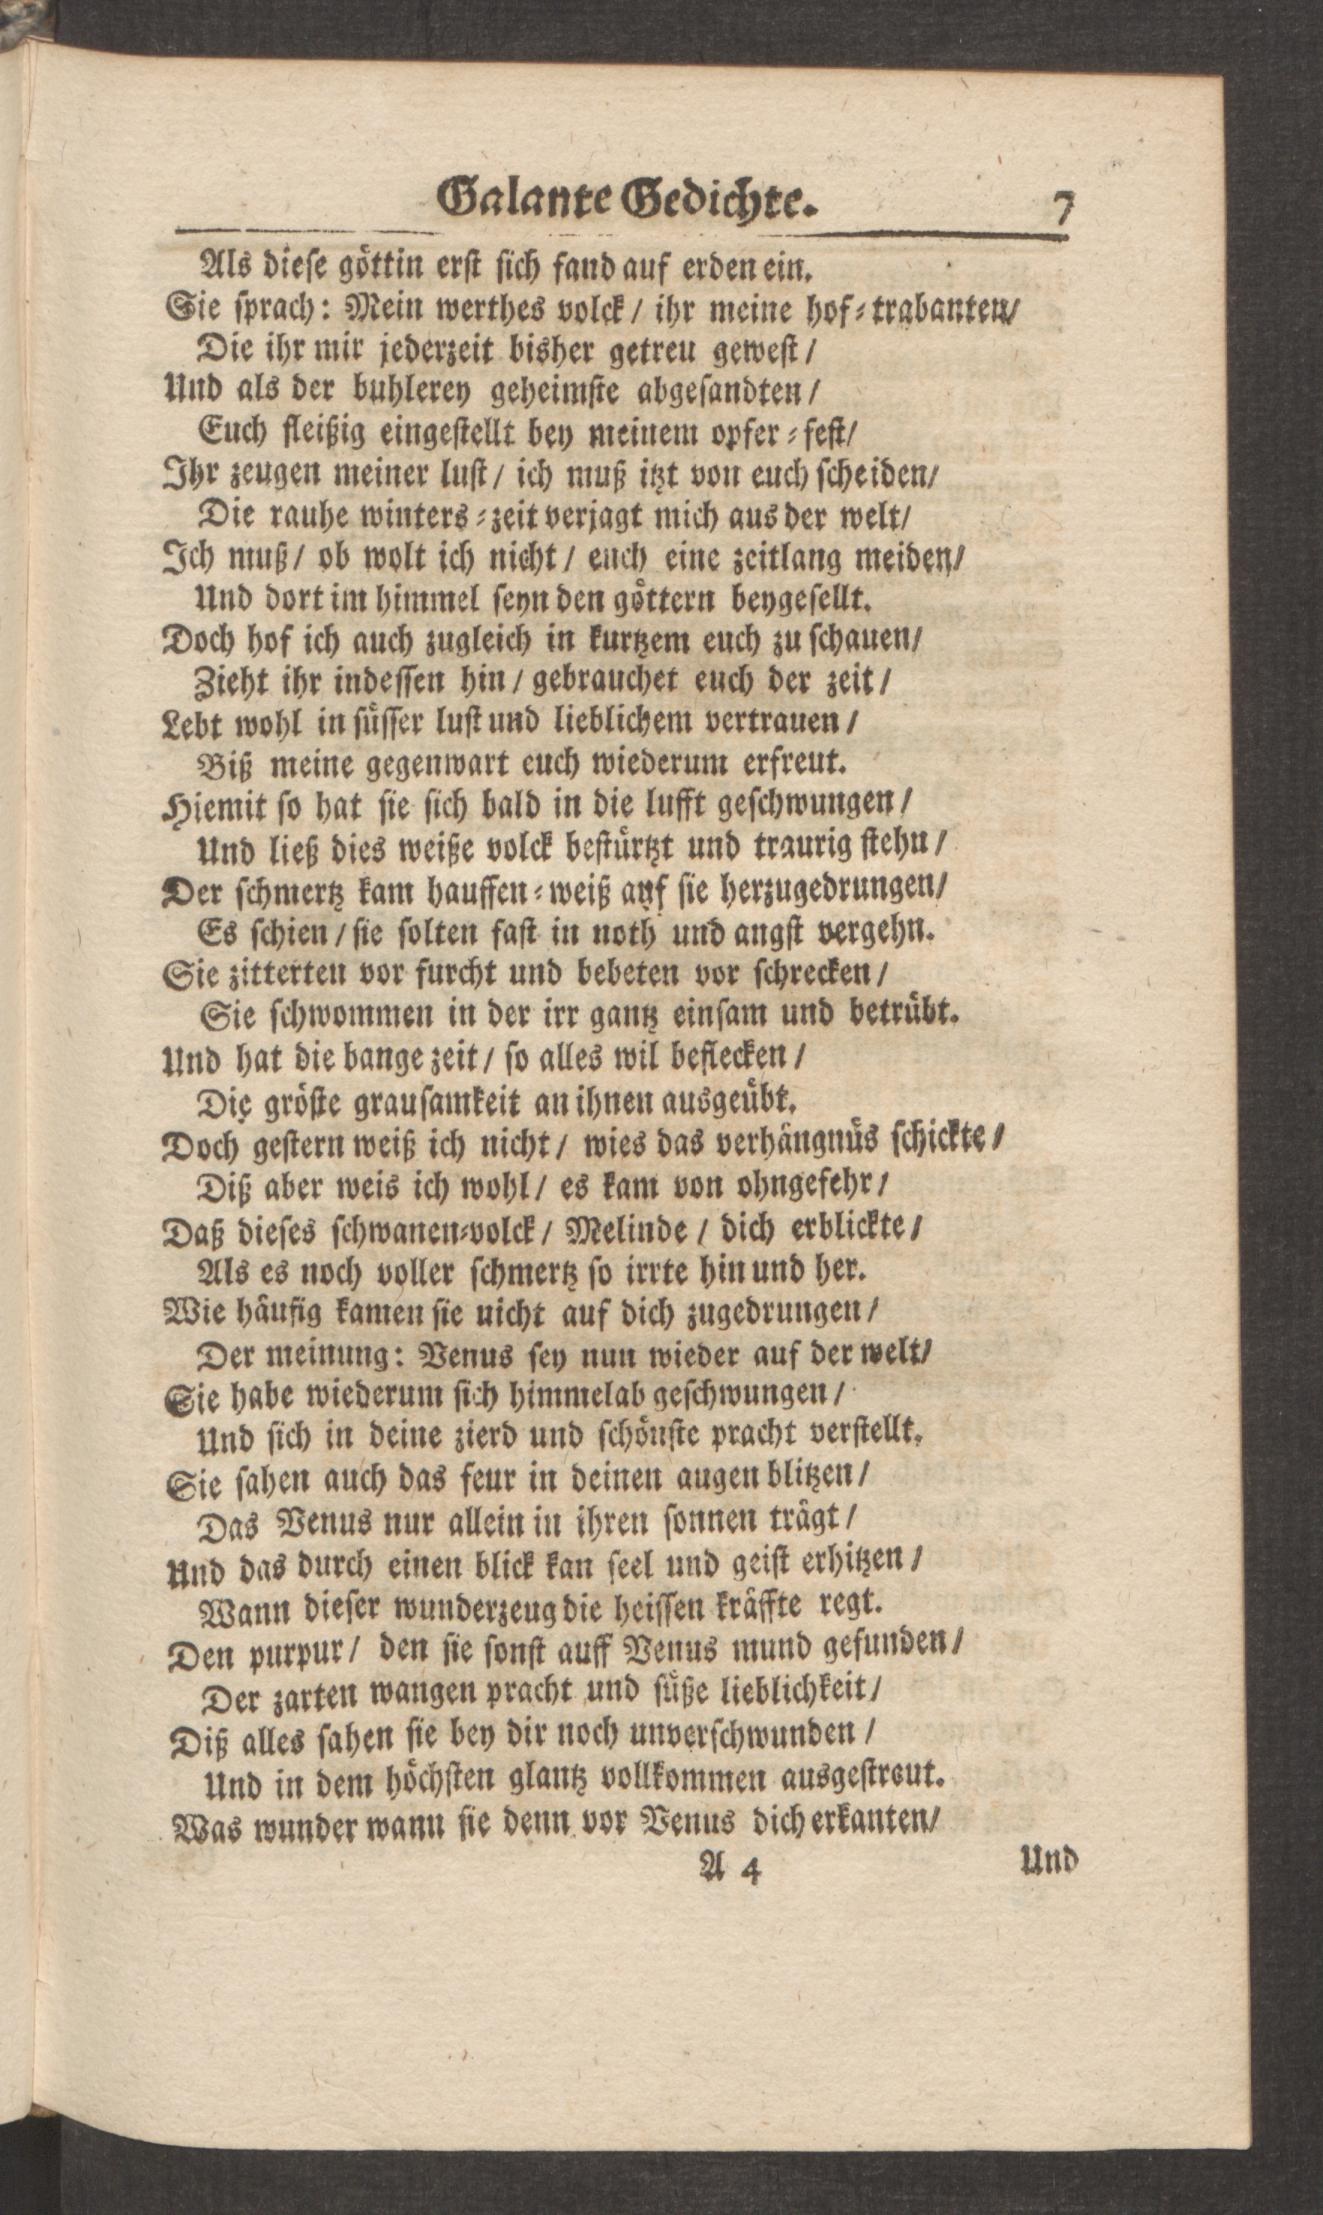 Galante Gedichte. 7
Als diese göttin erst sich fand auf erden ein.
Sie sprach: Mein werthes volck / ihr meine hof-trabanten/
Die ihr mir jederzeit bisher getreu gewest /
Und als der buhlerey geheimste abgesandten /
Euch fleißig eingestellt bey meinem opfer-fest/
Ihr zeugen meiner lust / ich muß itzt von euch scheiden/
Die rauhe winters-zeit verjagt mich aus der welt/
Ich muß / ob wolt ich nicht / euch eine zeitlang meiden/
Und dort im himmel seyn den göttern beygesellt.
Doch hof ich auch zugleich in kurtzem euch zu schauen/
Zieht ihr indessen hin / gebrauchet euch der zeit /
Lebt wohl in süsser lust und lieblichem vertrauen /
Biß meine gegenwart euch wiederum erfreut.
Hiemit so hat sie sich bald in die lufft geschwungen /
Und ließ dies weiße volck bestürtzt und traurig stehn /
Der schmertz kam hauffen-weiß auf sie herzugedrungen/
Es schien / sie solten fast in noth und angst vergehn.
Sie zitterten vor furcht und bebeten vor schrecken /
Sie schwommen in der irr gantz einsam und betrübt.
Und hat die bange zeit / so alles wil beflecken /
Die gröste grausamkeit an ihnen ausgeübt.
Doch gestern weiß ich nicht / wies das verhängnüs schickte /
Diß aber weis ich wohl / es kam von ohngefehr /
Daß dieses schwanen-volck / Melinde / dich erblickte /
Als es noch voller schmertz so irrte hin und her.
Wie häufig kamen sie nicht auf dich zugedrungen /
Der meinung: Venus sey nun wieder auf der welt/
Sie habe wiederum sich himmelab geschwungen /
Und sich in deine zierd und schönste pracht verstellt.
Sie sahen auch das feur in deinen augen blitzen /
Das Venus nur allein in ihren sonnen trägt /
Und das durch einen blick kan seel und geist erhitzen /
Wann dieser wunderzeug die heissen kräffte regt.
Den purpur / den sie sonst auff Venus mund gefunden /
Der zarten wangen pracht und süße lieblichkeit /
Diß alles sahen sie bey dir noch unverschwunden /
Und in dem höchsten glantz vollkommen ausgestreut.
Was wunder wann sie denn vor Venus dich erkanten/
A 4 Und